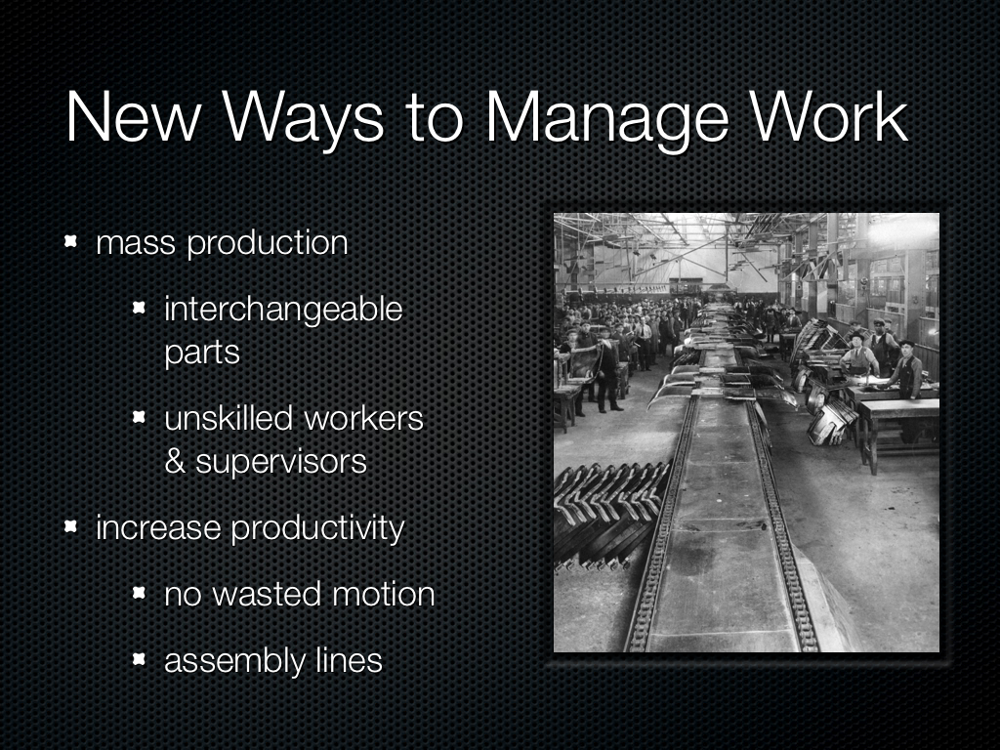 New Ways to Manage Work
mass production
interchangeable
parts
unskilled workers
& supervisors
increase productivity
no wasted motion
assembly lines